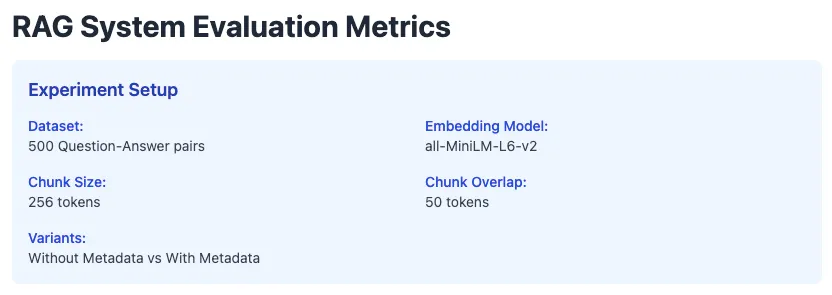 RAG System Evaluation Metrics
Experiment Setup
Dataset:
500 Question-Answer pairs
Embedding Model:
all-MiniLM-L6-v2
Chunk Size:
256 tokens
Chunk Overlap:
50 tokens
Variants:
Without Metadata vs With Metadata